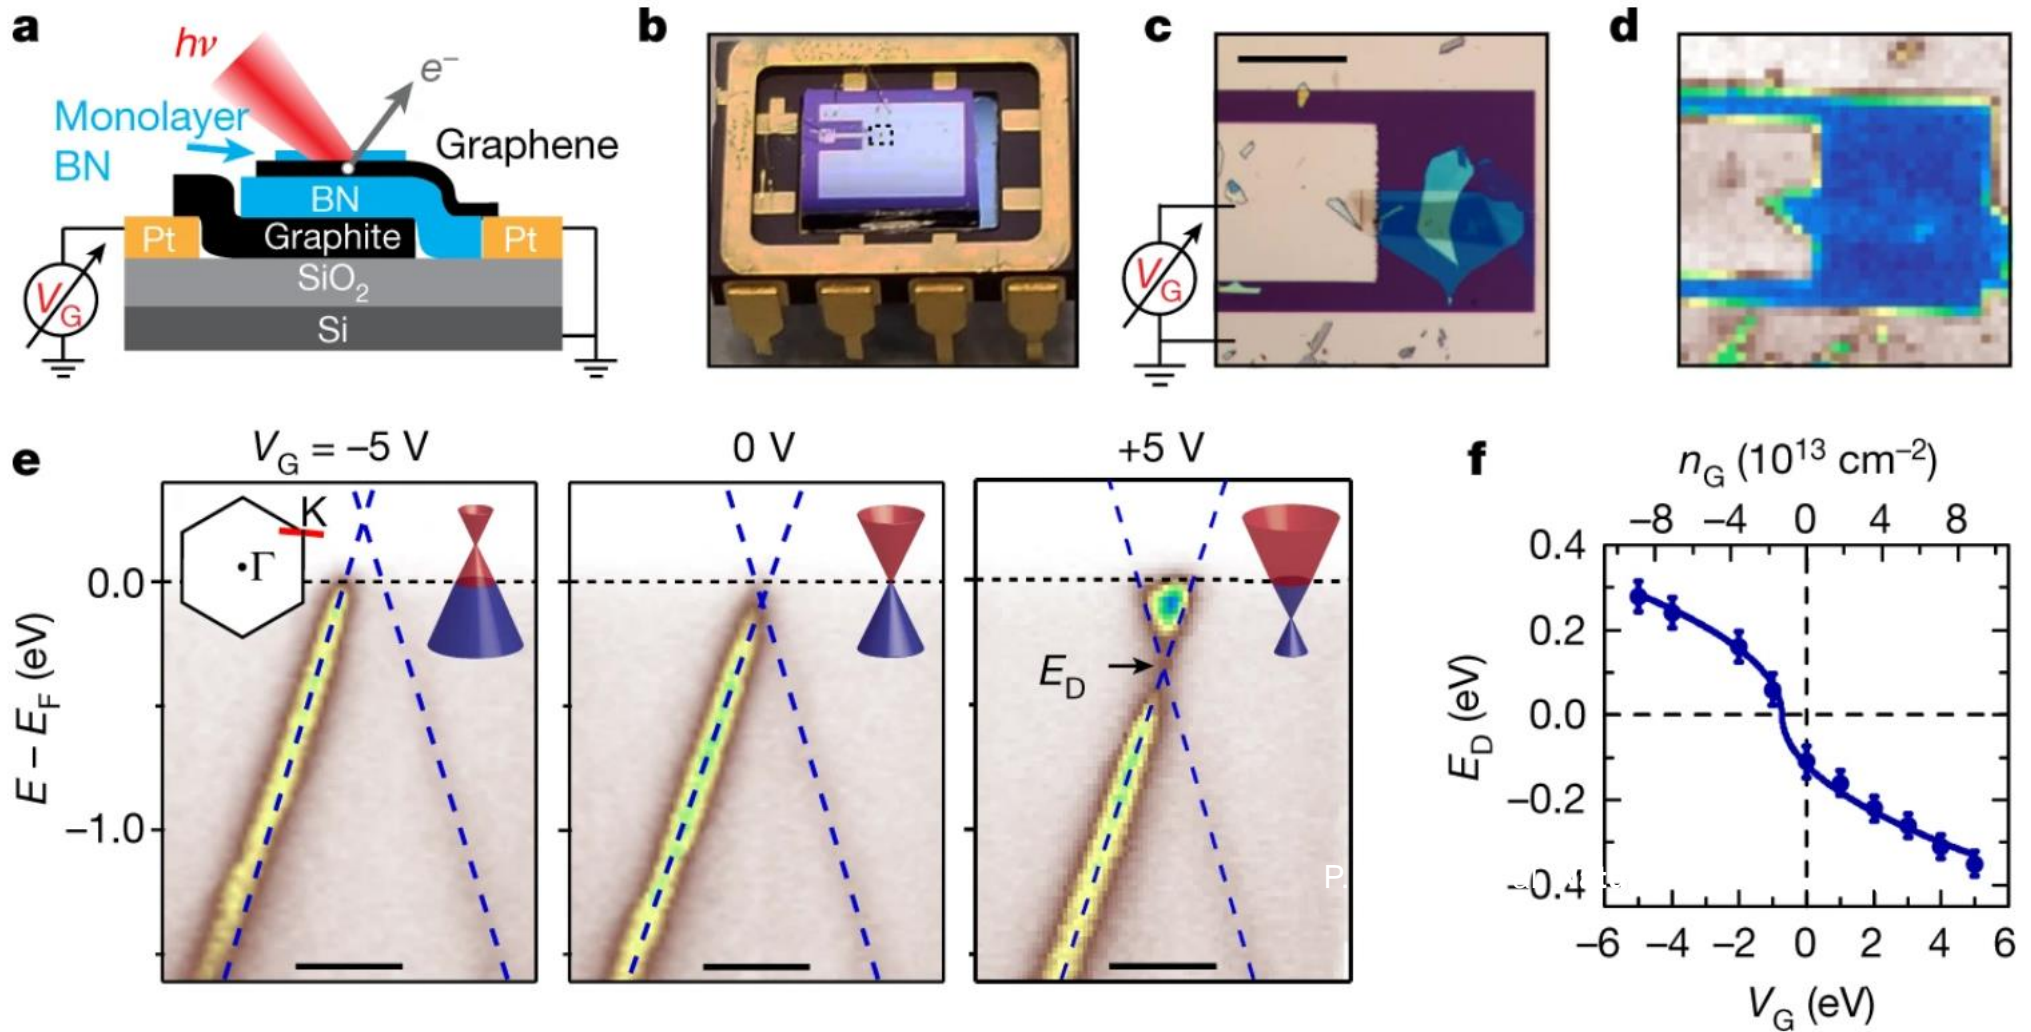 a
hν
e⁻
Monolayer
BN
Graphene
BN
Pt
Graphite
Pt
SiO₂
Si
V_G
b
c
V_G
d
e
V_G = –5 V
0 V
+5 V
K
Γ
E_D
0.0
–1.0
E – E_F (eV)
f
n_G (10¹³ cm⁻²)
–8 –4 0 4 8
0.4
0.2
0.0
–0.2
–0.4
E_D (eV)
–6 –4 –2 0 2 4 6
V_G (eV)
P.